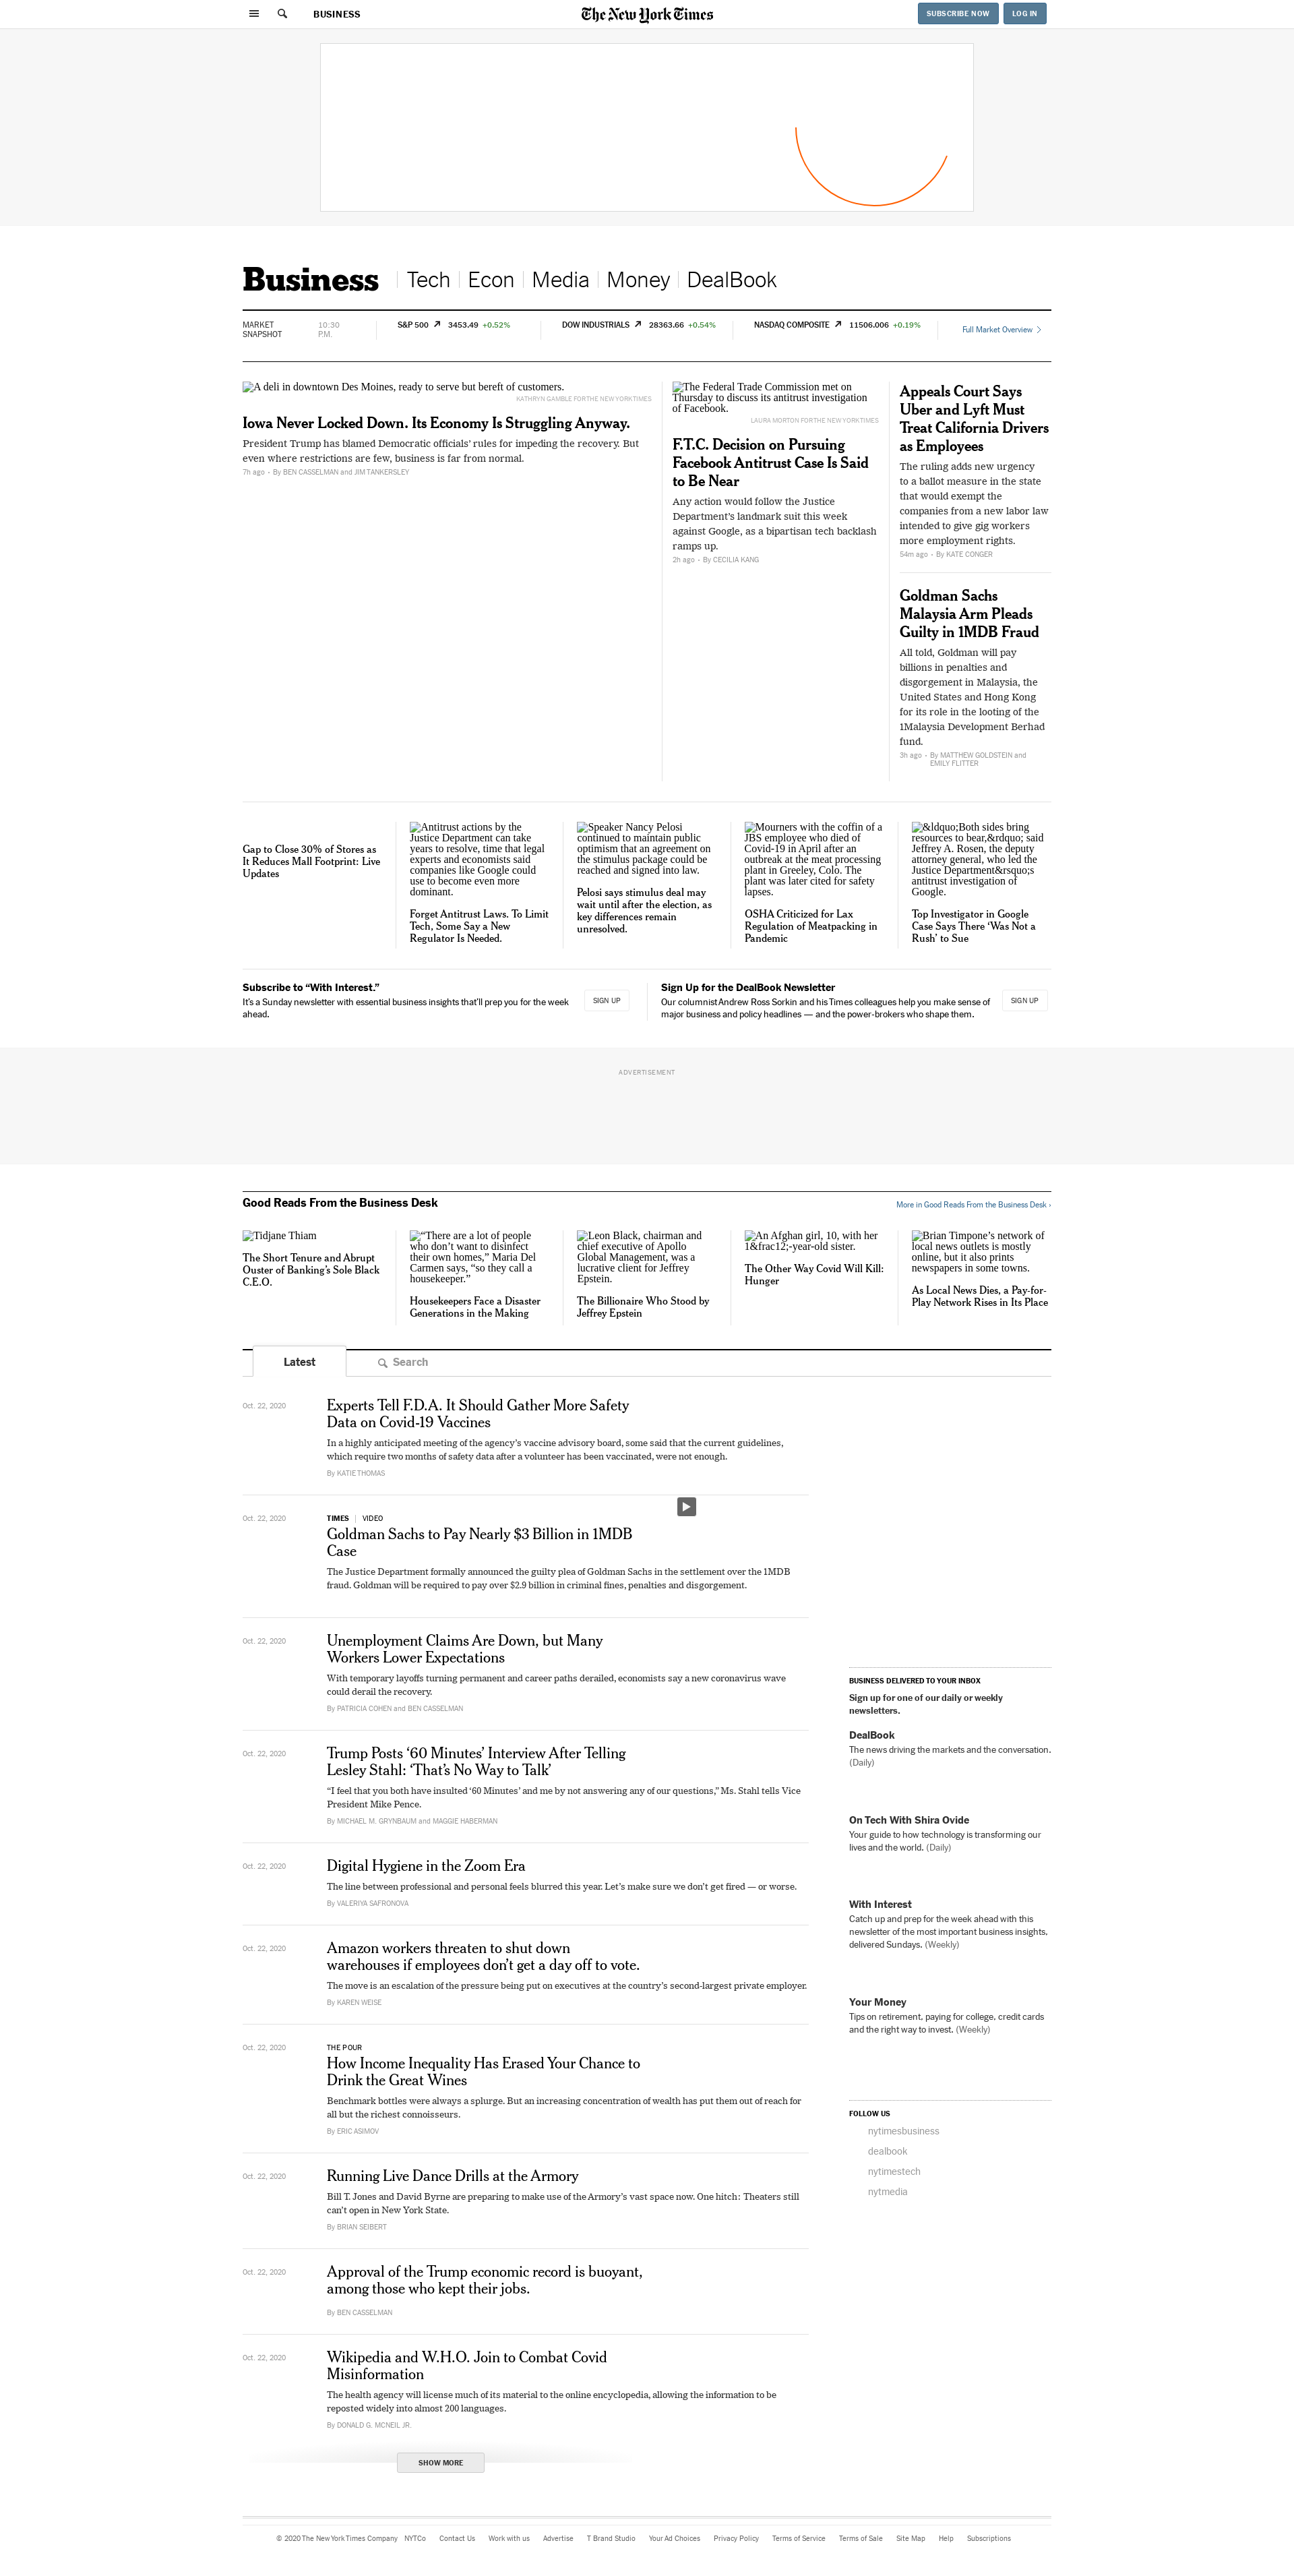 BUSINESS
The New York Times
SUBSCRIBE NOW
LOG IN
Business
Tech
Econ
Media
Money
DealBook
MARKET
SNAPSHOT
10:30
P.M.
S&P 500 3453.49 +0.52%
DOW INDUSTRIALS 28363.66 +0.54%
NASDAQ COMPOSITE 11506.006 +0.19%
Full Market Overview
A deli in downtown Des Moines, ready to serve but bereft of customers.
KATHRYN GAMBLE FOR THE NEW YORK TIMES
Iowa Never Locked Down. Its Economy Is Struggling Anyway.
President Trump has blamed Democratic officials’ rules for impeding the recovery. But
even where restrictions are few, business is far from normal.
7h ago - By BEN CASSELMAN and JIM TANKERSLEY
The Federal Trade Commission met on
Thursday to discuss its antitrust investigation
of Facebook.
LAURA MORTON FOR THE NEW YORK TIMES
F.T.C. Decision on Pursuing
Facebook Antitrust Case Is Said
to Be Near
Any action would follow the Justice
Department’s landmark suit this week
against Google, as a bipartisan tech backlash
ramps up.
2h ago - By CECILIA KANG
Appeals Court Says
Uber and Lyft Must
Treat California Drivers
as Employees
The ruling adds new urgency
to a ballot measure in the state
that would exempt the
companies from a new labor law
intended to give gig workers
more employment rights.
54m ago - By KATE CONGER
Goldman Sachs
Malaysia Arm Pleads
Guilty in 1MDB Fraud
All told, Goldman will pay
billions in penalties and
disgorgement in Malaysia, the
United States and Hong Kong
for its role in the looting of the
1Malaysia Development Berhad
fund.
3h ago - By MATTHEW GOLDSTEIN and
EMILY FLITTER
Gap to Close 30% of Stores as
It Reduces Mall Footprint: Live
Updates
Antitrust actions by the
Justice Department can take
years to resolve, time that legal
experts and economists said
companies like Google could
use to become even more
dominant.
Forget Antitrust Laws. To Limit
Tech, Some Say a New
Regulator Is Needed.
Speaker Nancy Pelosi
continued to maintain public
optimism that an agreement on
the stimulus package could be
reached and signed into law.
Pelosi says stimulus deal may
wait until after the election, as
key differences remain
unresolved.
Mourners with the coffin of a
JBS employee who died of
Covid-19 in April after an
outbreak at the meat processing
plant in Greeley, Colo. The
plant was later cited for safety
lapses.
OSHA Criticized for Lax
Regulation of Meatpacking in
Pandemic
&ldquo;Both sides bring
resources to bear,&rdquo; said
Jeffrey A. Rosen, the deputy
attorney general, who led the
Justice Department&rsquo;s
antitrust investigation of
Google.
Top Investigator in Google
Case Says There ‘Was Not a
Rush’ to Sue
Subscribe to “With Interest.”
It’s a Sunday newsletter with essential business insights that’ll prep you for the week
ahead.
SIGN UP
Sign Up for the DealBook Newsletter
Our columnist Andrew Ross Sorkin and his Times colleagues help you make sense of
major business and policy headlines — and the power-brokers who shape them.
SIGN UP
ADVERTISEMENT
Good Reads From the Business Desk
More in Good Reads From the Business Desk ›
Tidjane Thiam
The Short Tenure and Abrupt
Ouster of Banking’s Sole Black
C.E.O.
“There are a lot of people
who don’t want to disinfect
their own homes,” Maria Del
Carmen says, “so they call a
housekeeper.”
Housekeepers Face a Disaster
Generations in the Making
Leon Black, chairman and
chief executive of Apollo
Global Management, was a
lucrative client for Jeffrey
Epstein.
The Billionaire Who Stood by
Jeffrey Epstein
An Afghan girl, 10, with her
1&frac12;-year-old sister.
The Other Way Covid Will Kill:
Hunger
Brian Timpone’s network of
local news outlets is mostly
online, but it also prints
newspapers in some towns.
As Local News Dies, a Pay-for-
Play Network Rises in Its Place
Latest
Search
Oct. 22, 2020
Experts Tell F.D.A. It Should Gather More Safety
Data on Covid-19 Vaccines
In a highly anticipated meeting of the agency’s vaccine advisory board, some said that the current guidelines,
which require two months of safety data after a volunteer has been vaccinated, were not enough.
By KATIE THOMAS
Oct. 22, 2020
TIMES | VIDEO
Goldman Sachs to Pay Nearly $3 Billion in 1MDB
Case
The Justice Department formally announced the guilty plea of Goldman Sachs in the settlement over the 1MDB
fraud. Goldman will be required to pay over $2.9 billion in criminal fines, penalties and disgorgement.
Oct. 22, 2020
Unemployment Claims Are Down, but Many
Workers Lower Expectations
With temporary layoffs turning permanent and career paths derailed, economists say a new coronavirus wave
could derail the recovery.
By PATRICIA COHEN and BEN CASSELMAN
Oct. 22, 2020
Trump Posts ‘60 Minutes’ Interview After Telling
Lesley Stahl: ‘That’s No Way to Talk’
“I feel that you both have insulted ‘60 Minutes’ and me by not answering any of our questions,” Ms. Stahl tells Vice
President Mike Pence.
By MICHAEL M. GRYNBAUM and MAGGIE HABERMAN
Oct. 22, 2020
Digital Hygiene in the Zoom Era
The line between professional and personal feels blurred this year. Let’s make sure we don’t get fired — or worse.
By VALERIYA SAFRONOVA
Oct. 22, 2020
Amazon workers threaten to shut down
warehouses if employees don’t get a day off to vote.
The move is an escalation of the pressure being put on executives at the country’s second-largest private employer.
By KAREN WEISE
Oct. 22, 2020
THE POUR
How Income Inequality Has Erased Your Chance to
Drink the Great Wines
Benchmark bottles were always a splurge. But an increasing concentration of wealth has put them out of reach for
all but the richest connoisseurs.
By ERIC ASIMOV
Oct. 22, 2020
Running Live Dance Drills at the Armory
Bill T. Jones and David Byrne are preparing to make use of the Armory’s vast space now. One hitch: Theaters still
can’t open in New York State.
By BRIAN SEIBERT
Oct. 22, 2020
Approval of the Trump economic record is buoyant,
among those who kept their jobs.
By BEN CASSELMAN
Oct. 22, 2020
Wikipedia and W.H.O. Join to Combat Covid
Misinformation
The health agency will license much of its material to the online encyclopedia, allowing the information to be
reposted widely into almost 200 languages.
By DONALD G. MCNEIL JR.
SHOW MORE
BUSINESS DELIVERED TO YOUR INBOX
Sign up for one of our daily or weekly
newsletters.
DealBook
The news driving the markets and the conversation.
(Daily)
On Tech With Shira Ovide
Your guide to how technology is transforming our
lives and the world. (Daily)
With Interest
Catch up and prep for the week ahead with this
newsletter of the most important business insights,
delivered Sundays. (Weekly)
Your Money
Tips on retirement, paying for college, credit cards
and the right way to invest. (Weekly)
FOLLOW US
nytimesbusiness
dealbook
nytimestech
nytmedia
© 2020 The New York Times Company NYTCo Contact Us Work with us Advertise T Brand Studio Your Ad Choices Privacy Policy Terms of Service Terms of Sale Site Map Help Subscriptions